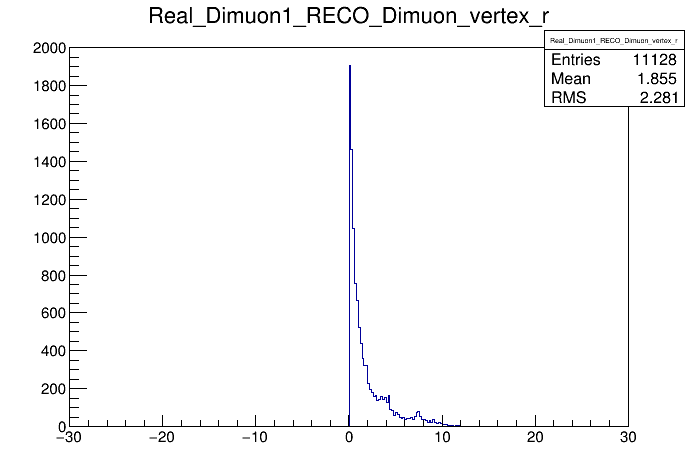 Real_Dimuon1_RECO_Dimuon_vertex_r
Real_Dimuon1_RECO_Dimuon_vertex_r
Entries 11128
Mean 1.855
RMS 2.281
2000
1800
1600
1400
1200
1000
800
600
400
200
0
−30 −20 −10 0 10 20 30